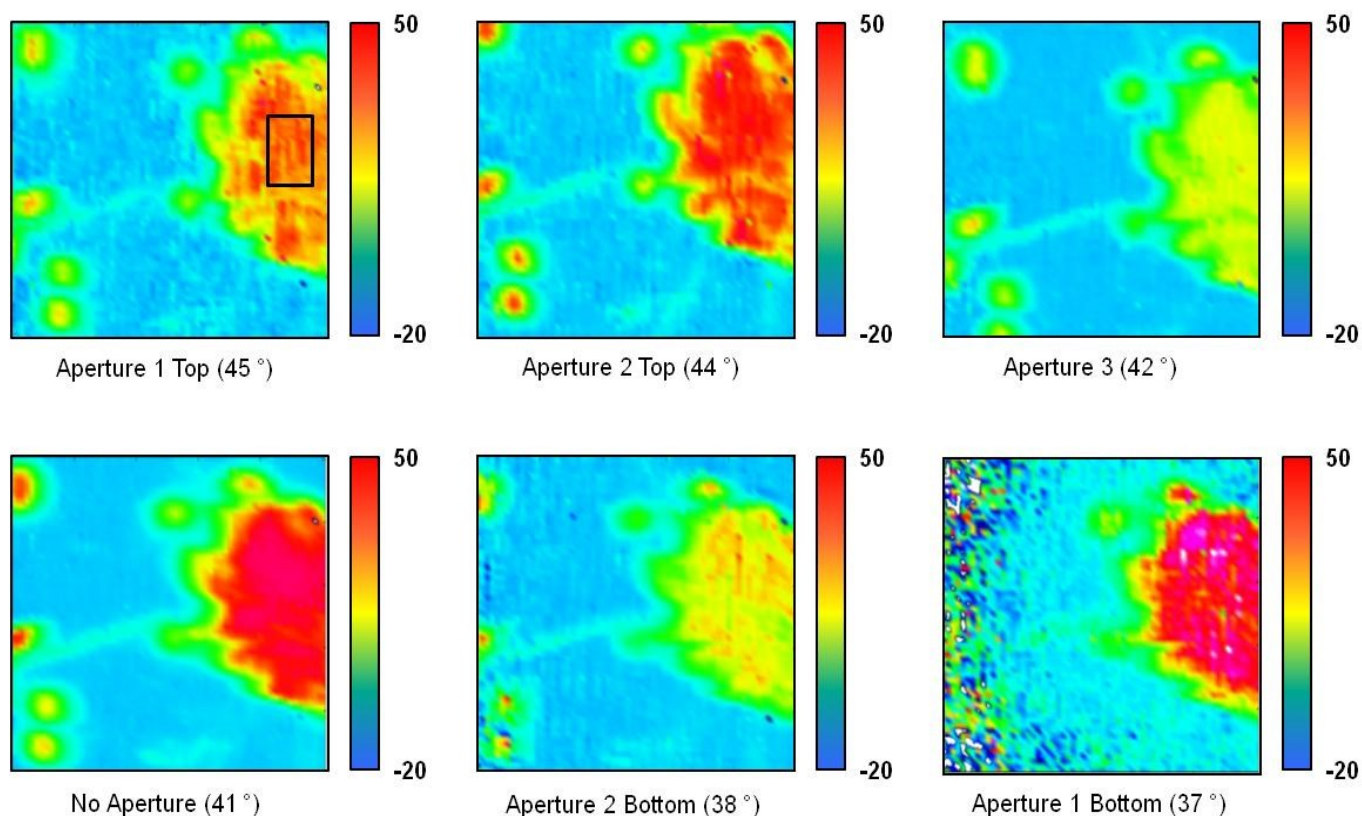 50
50
50
-20
-20
-20
Aperture 1 Top (45 °)
Aperture 2 Top (44 °)
Aperture 3 (42 °)
50
50
50
-20
-20
-20
No Aperture (41 °)
Aperture 2 Bottom (38 °)
Aperture 1 Bottom (37 °)